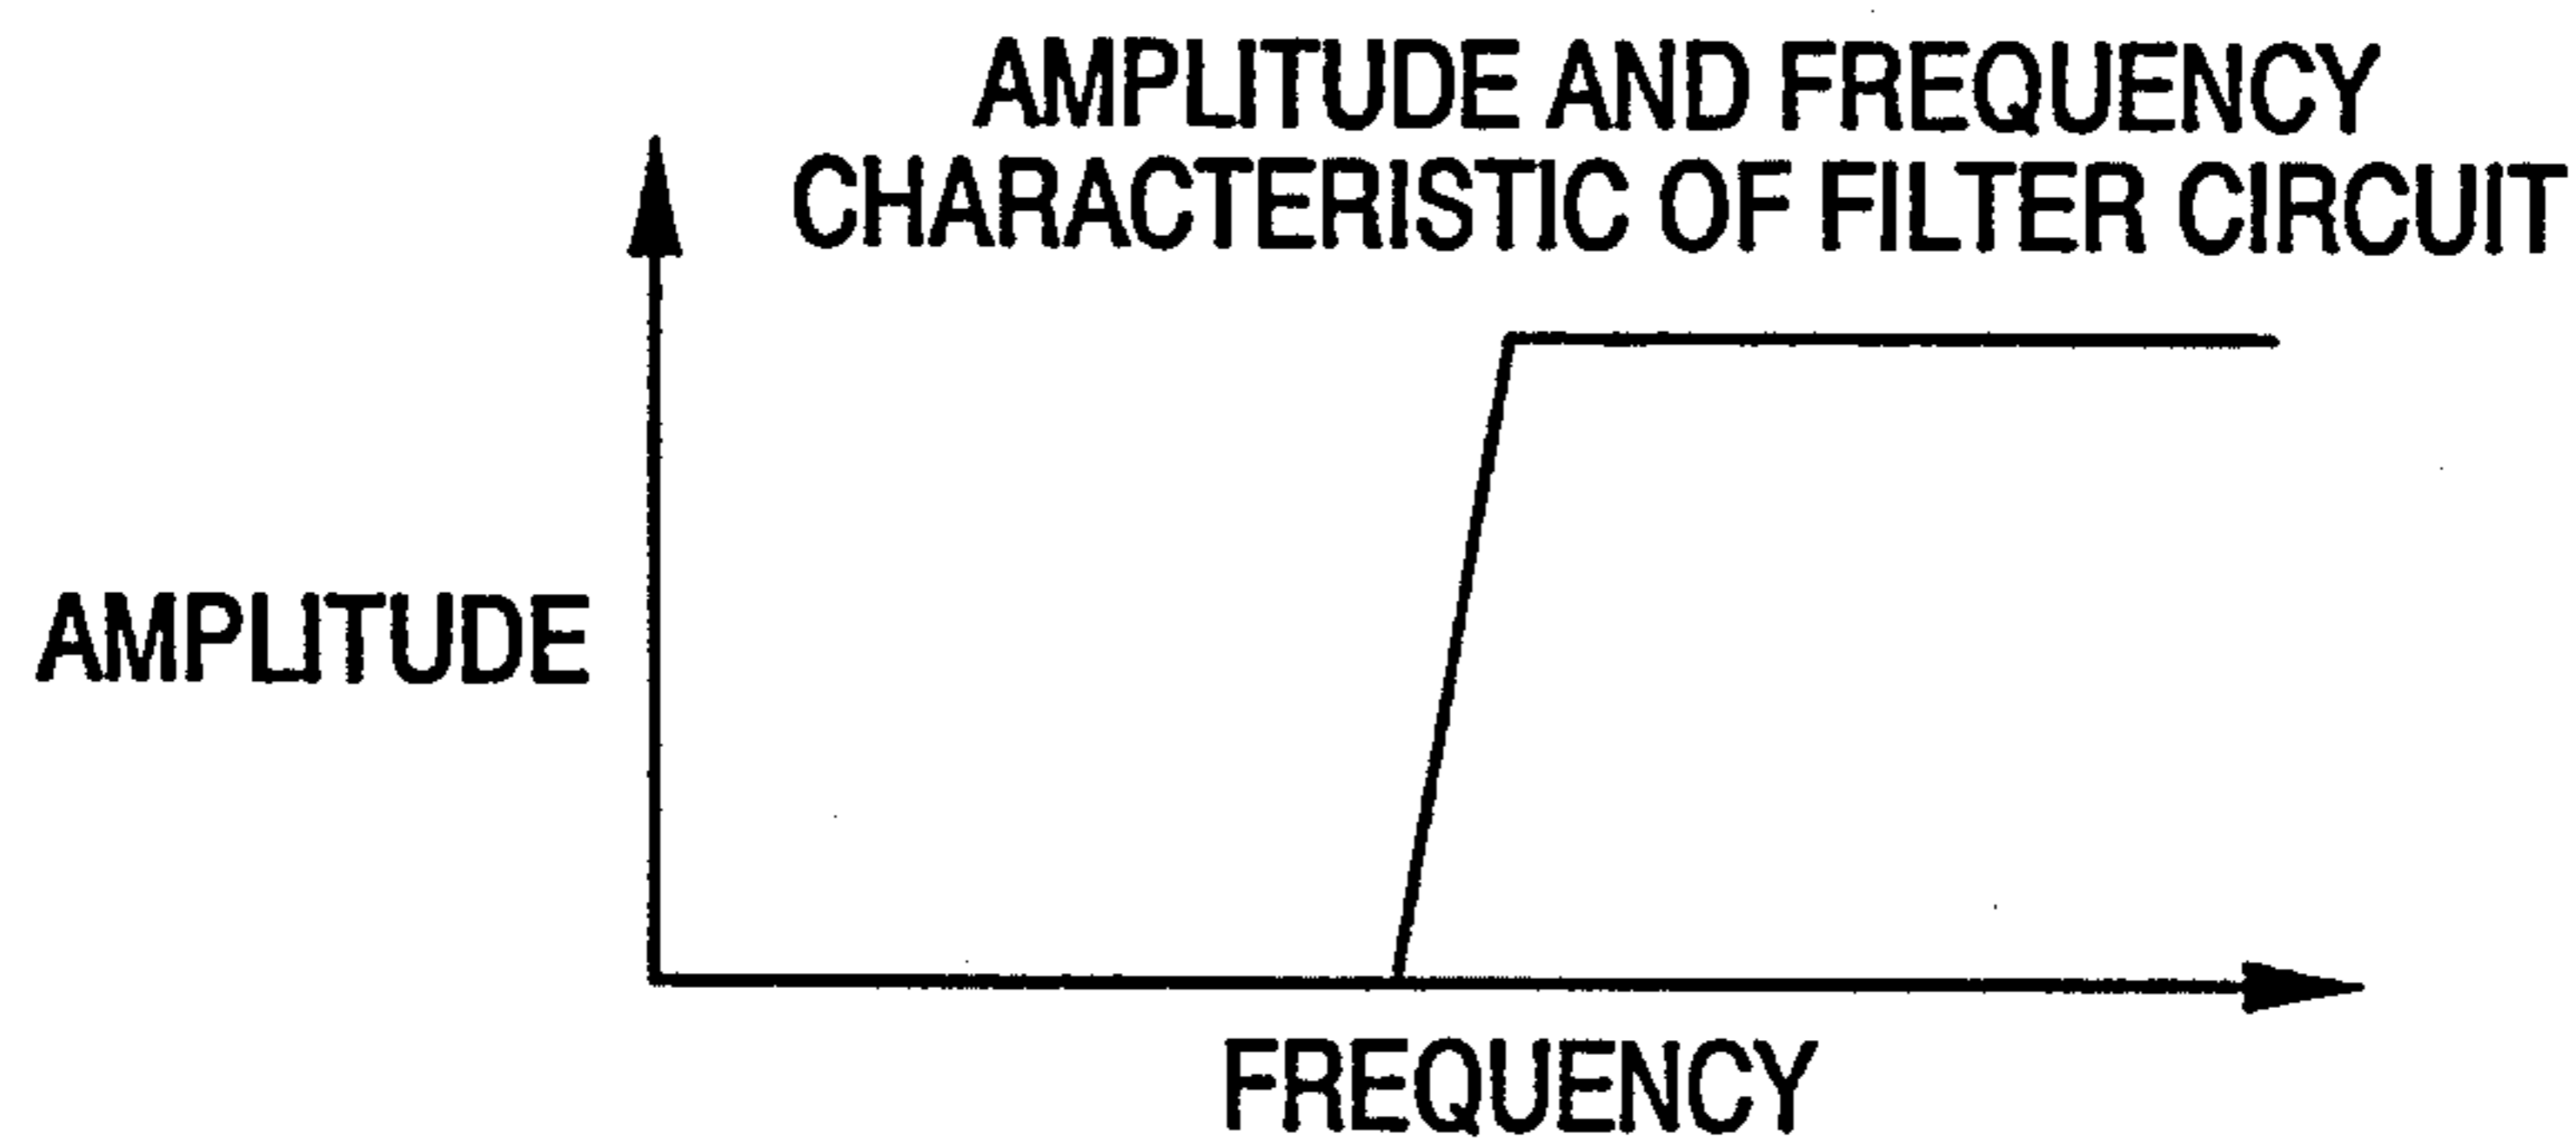 AMPLITUDE AND FREQUENCY
CHARACTERISTIC OF FILTER CIRCUIT
AMPLITUDE
FREQUENCY